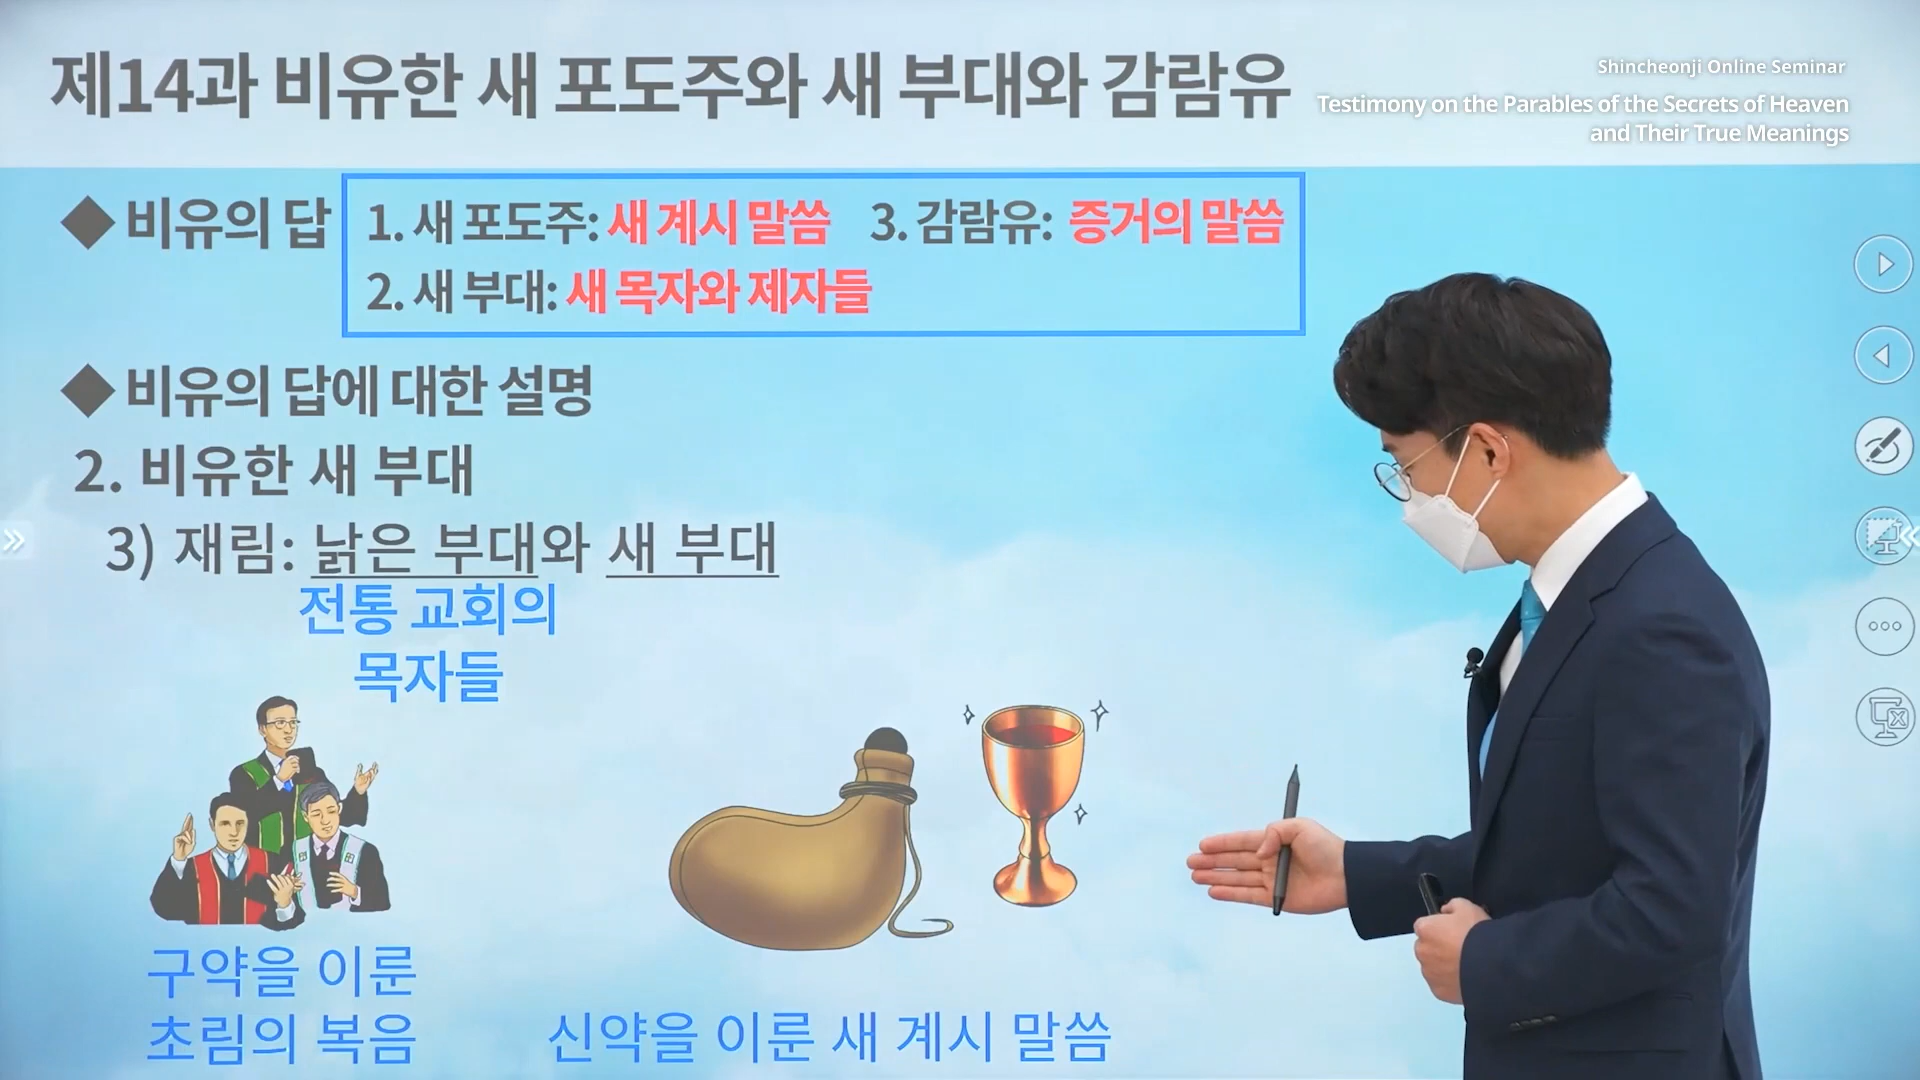 제14과 비유한 새 포도주와 새 부대와 감람유
Shincheonji Online Seminar
Testimony on the Parables of the Secrets of Heaven
and Their True Meanings
◆ 비유의 답
1. 새 포도주: 새 계시 말씀 3. 감람유: 증거의 말씀
2. 새 부대: 새 목자와 제자들
◆ 비유의 답에 대한 설명
2. 비유한 새 부대
3) 재림: 낡은 부대와 새 부대
전통 교회의
목자들
구약을 이룬
초림의 복음
신약을 이룬 새 계시 말씀